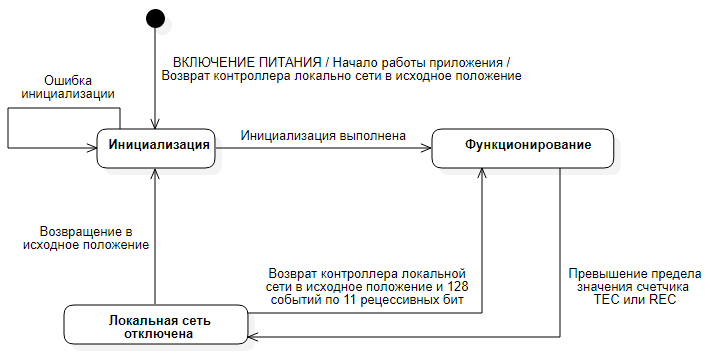 ВКЛЮЧЕНИЕ ПИТАНИЯ / Начало работы приложения /
Возврат контроллера локально сети в исходное положение
Ошибка
инициализации
Инициализация
Инициализация выполнена
Функционирование
Возвращение в
исходное положение
Возврат контроллера локальной
сети в исходное положение и 128
событий по 11 рецессивных бит
Превышение предела
значения счетчика
TEC или REC
Локальная сеть
отключена